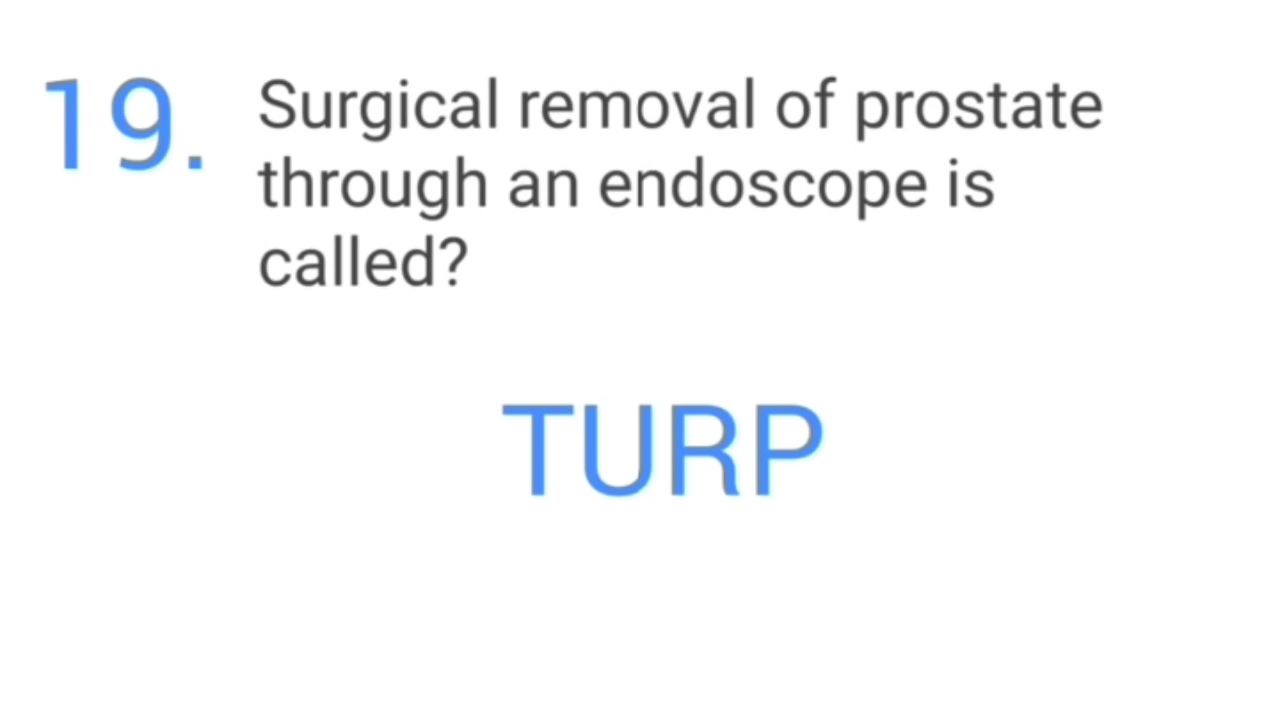 19. Surgical removal of prostate
through an endoscope is
called?
TURP